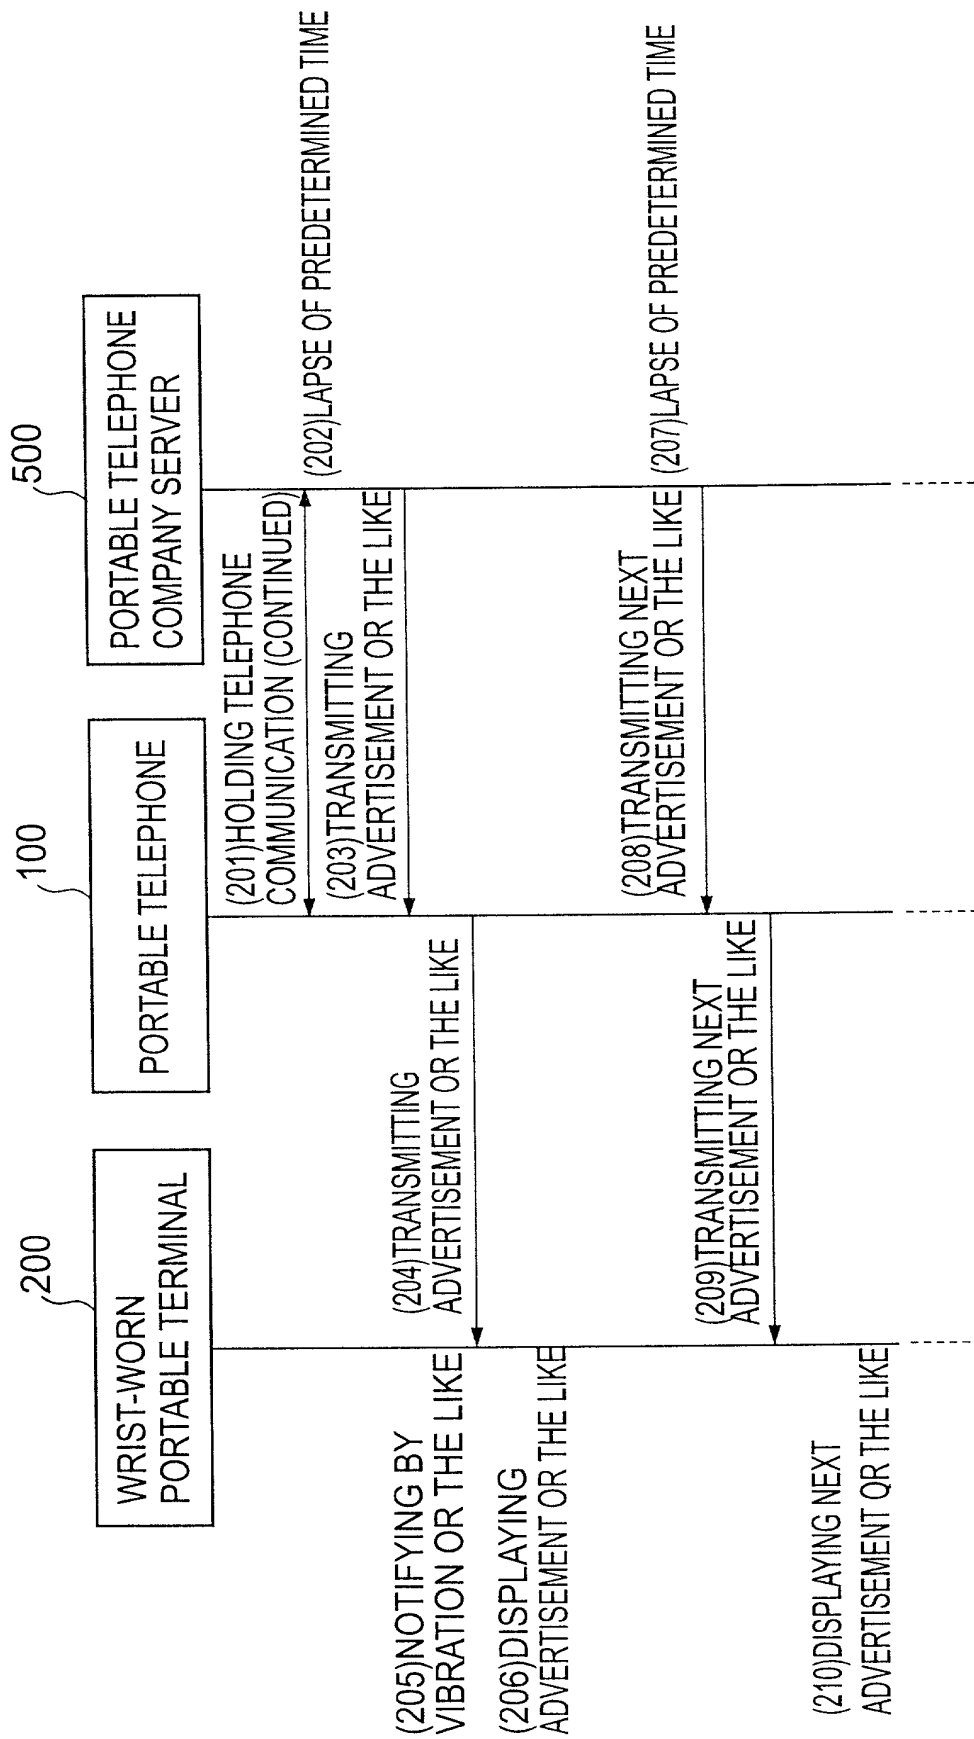 200
WRIST-WORN
PORTABLE TERMINAL
100
PORTABLE TELEPHONE
500
PORTABLE TELEPHONE
COMPANY SERVER
(201)HOLDING TELEPHONE
COMMUNICATION (CONTINUED)
(202)LAPSE OF PREDETERMINED TIME
(203)TRANSMITTING
ADVERTISEMENT OR THE LIKE
(204)TRANSMITTING
ADVERTISEMENT OR THE LIKE
(205)NOTIFYING BY
VIBRATION OR THE LIKE
(206)DISPLAYING
ADVERTISEMENT OR THE LIKE
(207)LAPSE OF PREDETERMINED TIME
(208)TRANSMITTING NEXT
ADVERTISEMENT OR THE LIKE
(209)TRANSMITTING NEXT
ADVERTISEMENT OR THE LIKE
(210)DISPLAYING NEXT
ADVERTISEMENT OR THE LIKE